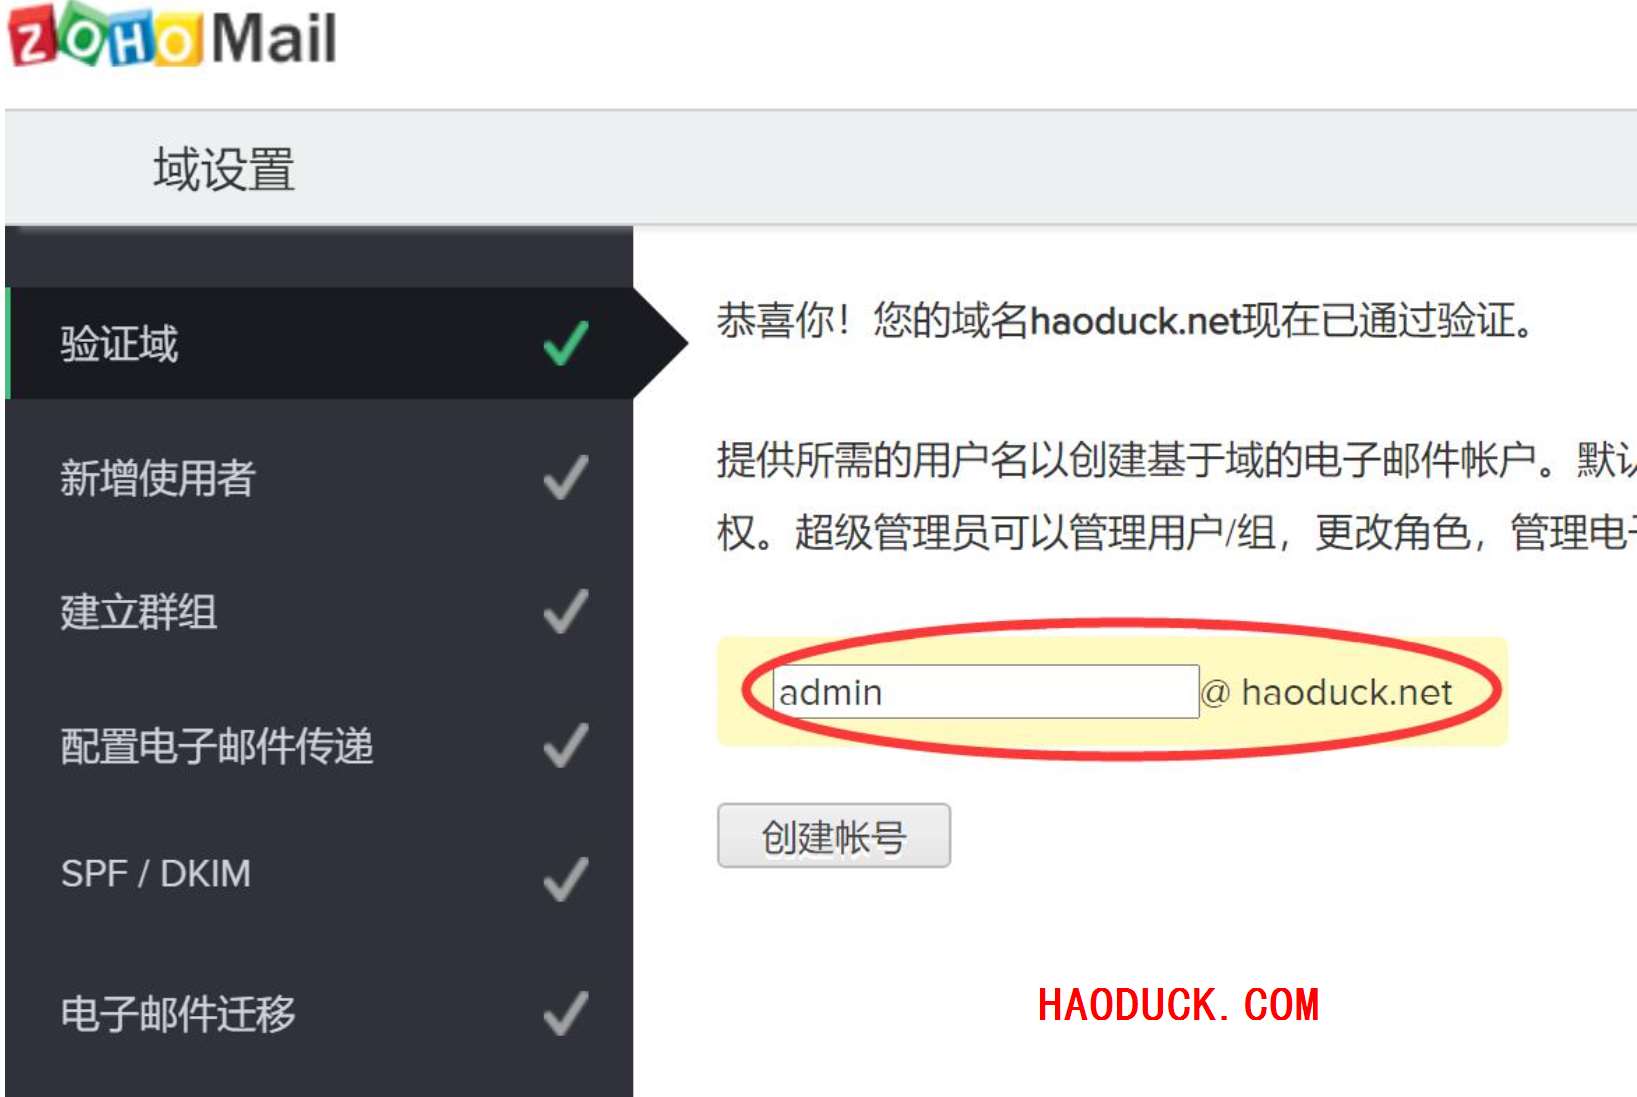 ZOHO Mail
域设置
验证域
新增使用者
建立群组
配置电子邮件传递
SPF / DKIM
电子邮件迁移
恭喜你！您的域名haoduck.net现在已通过验证。
提供所需的用户名以创建基于域的电子邮件帐户。默
权。超级管理员可以管理用户/组，更改角色，管理电
admin@ haoduck.net
创建帐号
HAODUCK.COM